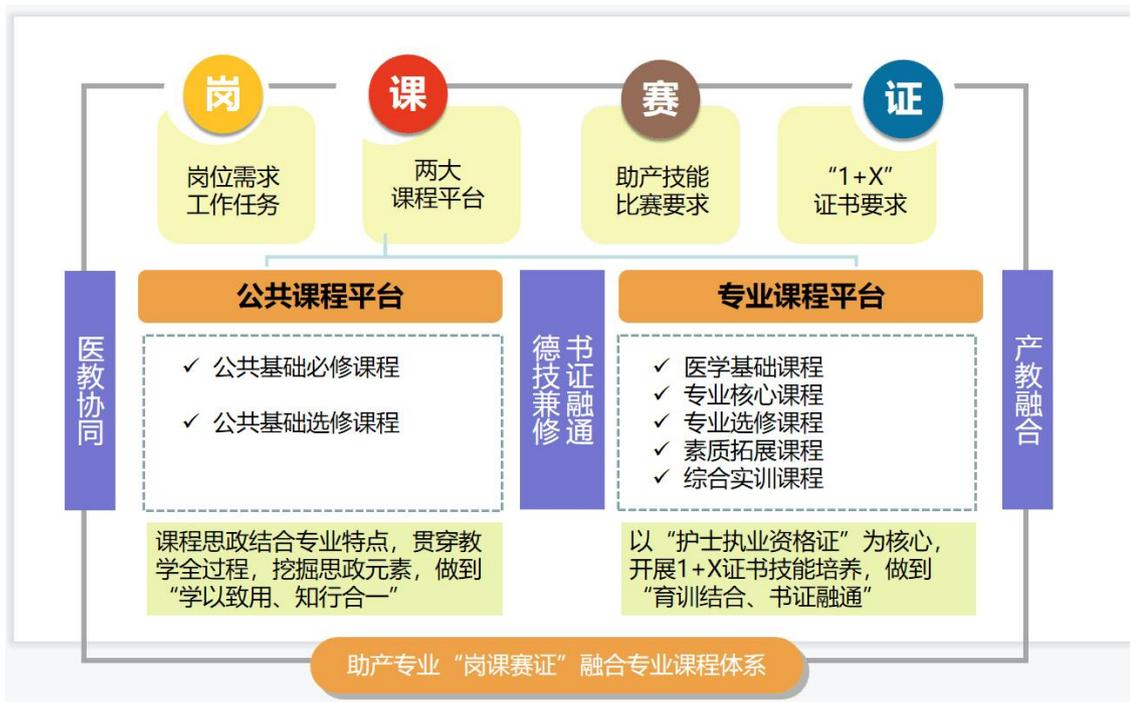 岗
课
赛
证
岗位需求
工作任务
两大
课程平台
助产技能
比赛要求
“1+X”
证书要求
医教协同
公共课程平台
公共基础必修课程
公共基础选修课程
课程思政结合专业特点，贯穿教
学全过程，挖掘思政元素，做到
“学以致用、知行合一”
书证融通
德技兼修
专业课程平台
医学基础课程
专业核心课程
专业选修课程
素质拓展课程
综合实训课程
以“护士执业资格证”为核心，
开展1+X证书技能培养，做到
“育训结合、书证融通”
产教融合
助产专业“岗课赛证”融合专业课程体系